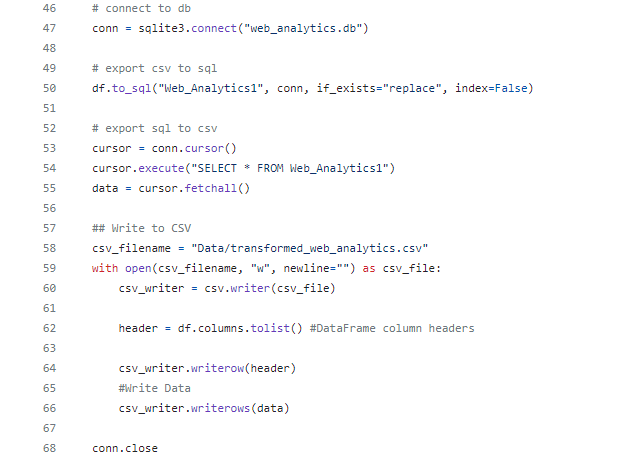 46 # connect to db
47 conn = sqlite3.connect("web_analytics.db")
48
49 # export csv to sql
50 df.to_sql("Web_Analytics1", conn, if_exists="replace", index=False)
51
52 # export sql to csv
53 cursor = conn.cursor()
54 cursor.execute("SELECT * FROM Web_Analytics1")
55 data = cursor.fetchall()
56
57 ## Write to CSV
58 csv_filename = "Data/transformed_web_analytics.csv"
59 with open(csv_filename, "w", newline="") as csv_file:
60     csv_writer = csv.writer(csv_file)
61
62     header = df.columns.tolist() #DataFrame column headers
63
64     csv_writer.writerow(header)
65     #Write Data
66     csv_writer.writerows(data)
67
68 conn.close